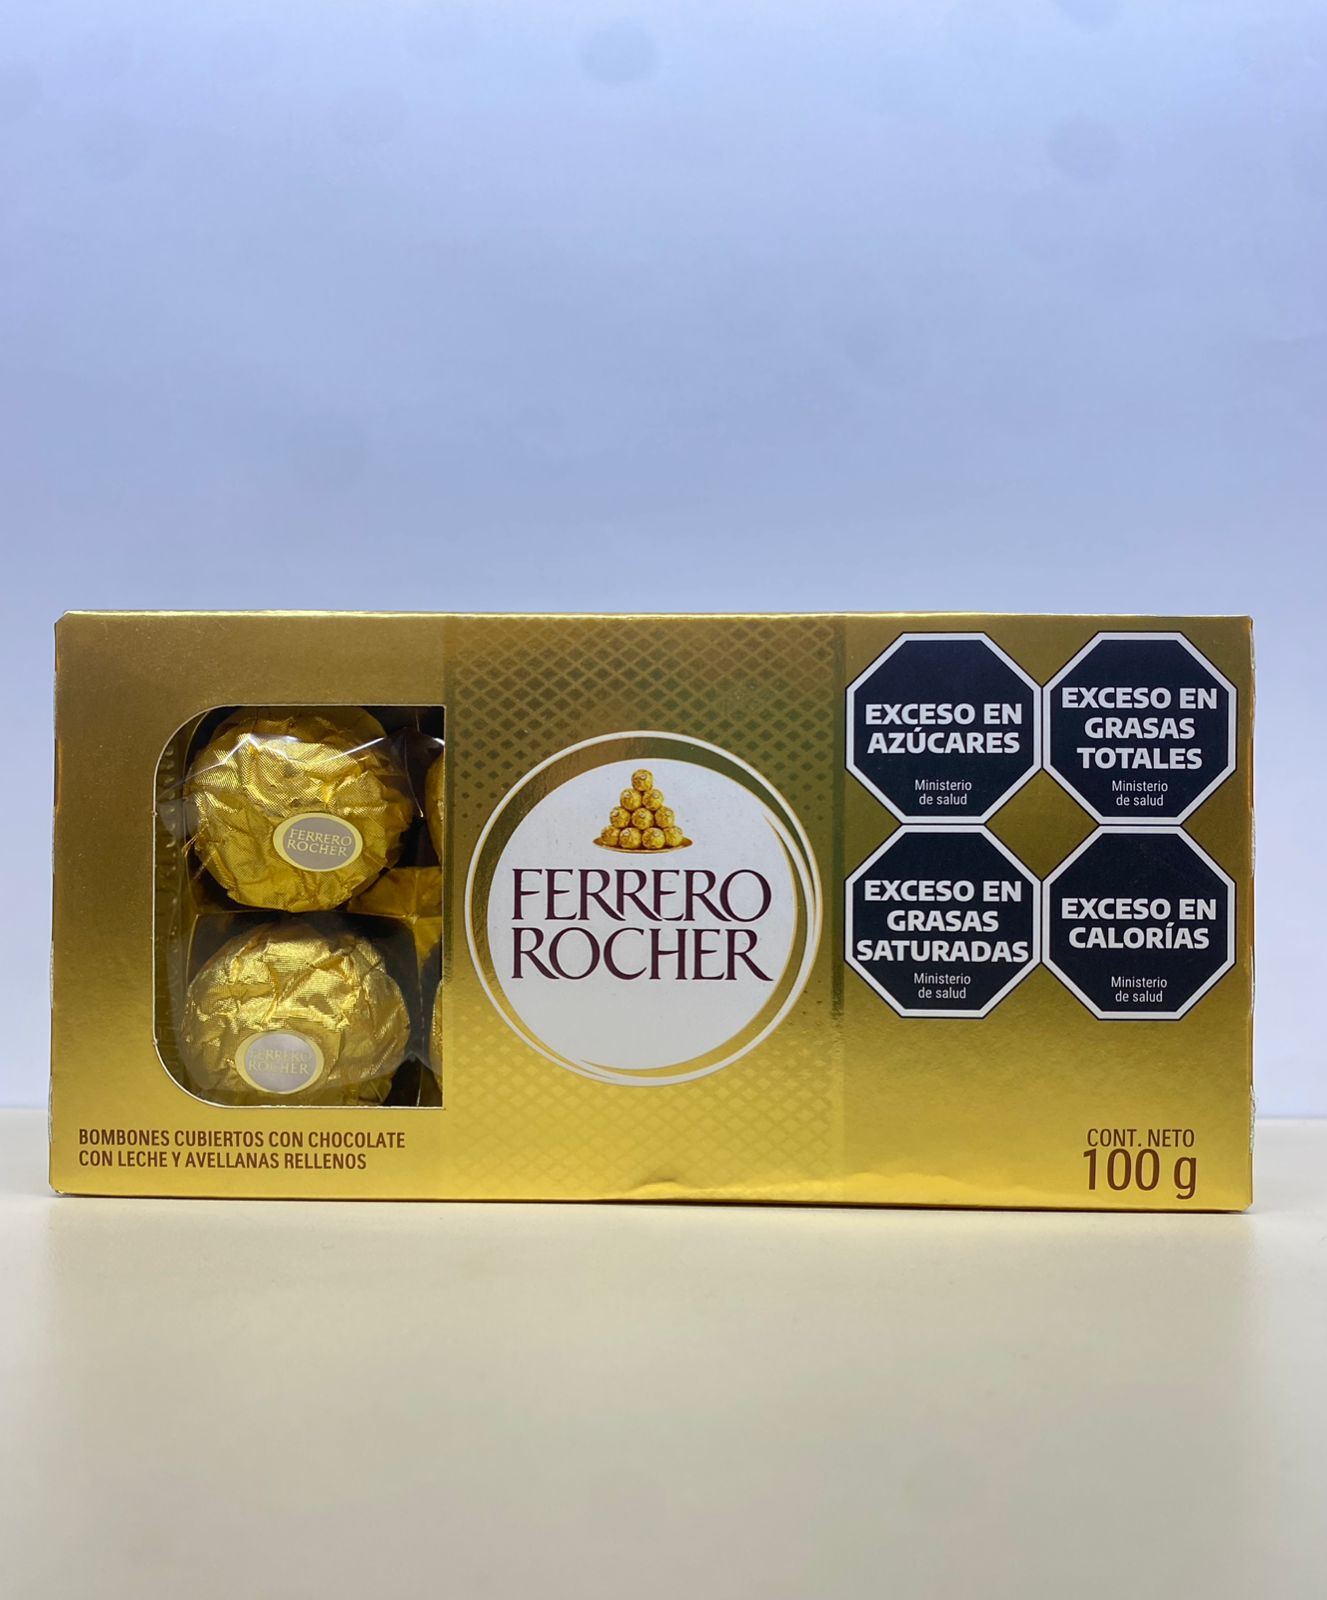 FERRERO
ROCHER
FERRERO
ROCHER
BOMBONES CUBIERTOS CON CHOCOLATE
CON LECHE Y AVELLANAS RELLENOS
FERRERO
ROCHER
EXCESO EN
AZÚCARES
Ministerio
de salud
EXCESO EN
GRASAS
TOTALES
Ministerio
de salud
EXCESO EN
GRASAS
SATURADAS
Ministerio
de salud
EXCESO EN
CALORÍAS
Ministerio
de salud
CONT. NETO
100 g